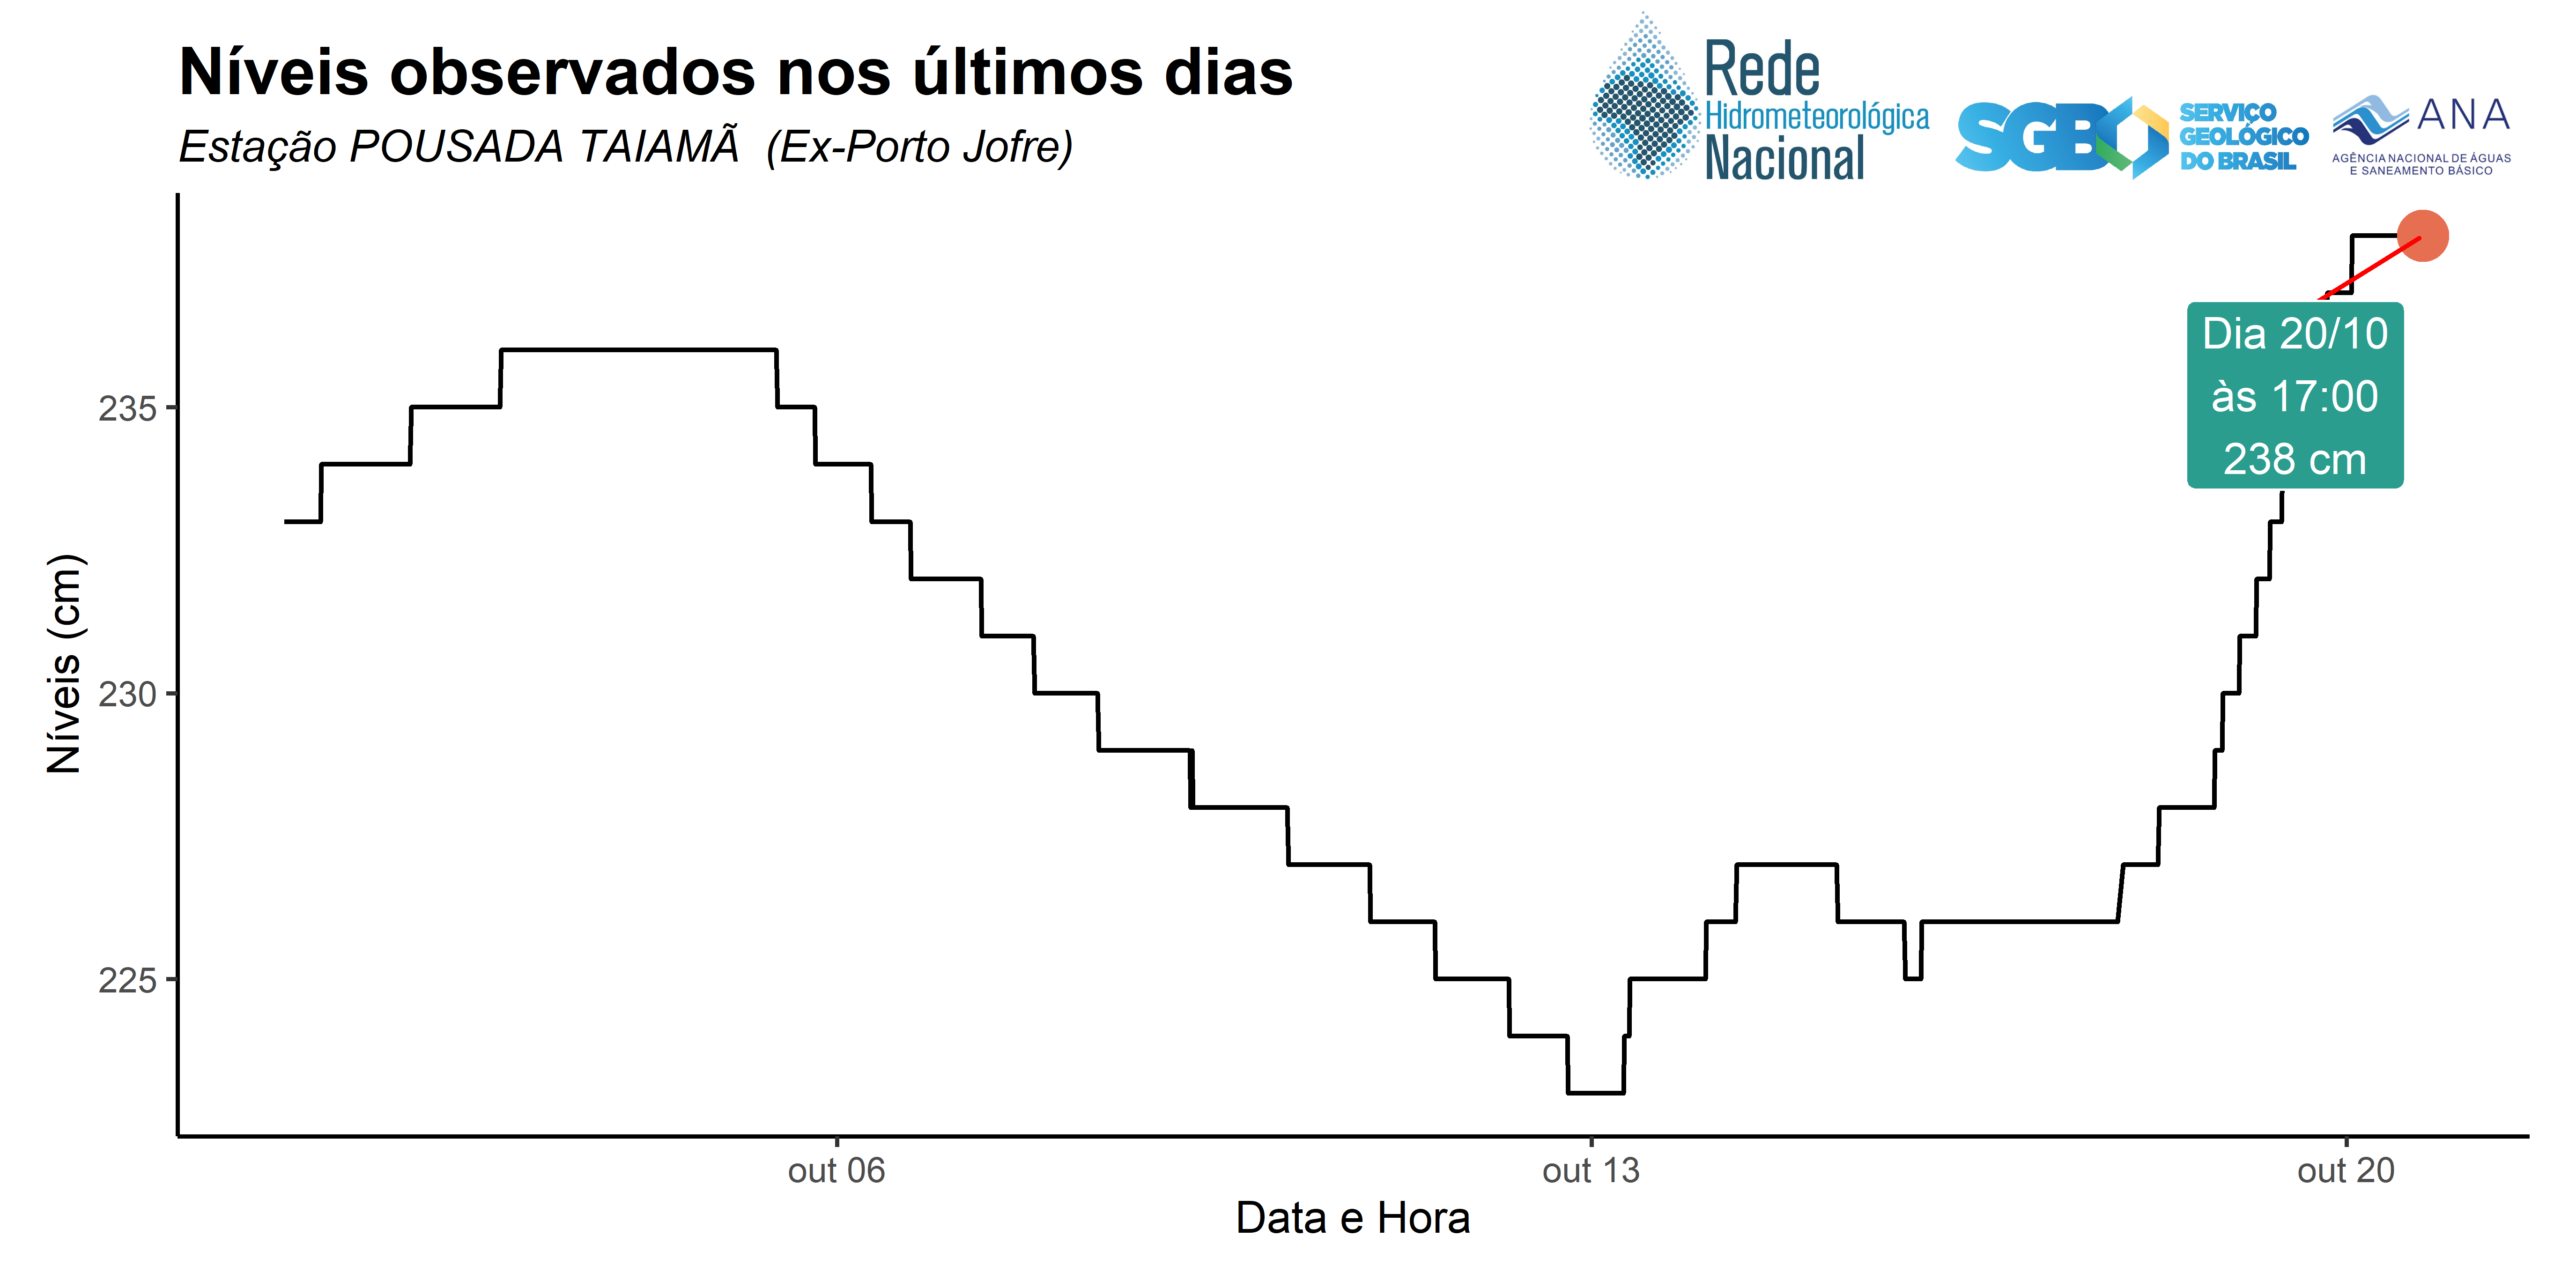 Níveis observados nos últimos dias
Estação POUSADA TAIAMÃ  (Ex-Porto Jofre)
Rede
Hidrometeorológica
Nacional
SGB
SERVIÇO
GEOLÓGICO
DO BRASIL
ANA
AGÊNCIA NACIONAL DE ÁGUAS
E SANEAMENTO BÁSICO
Dia 20/10
às 17:00
238 cm
Níveis (cm)
235
230
225
out 06
out 13
out 20
Data e Hora